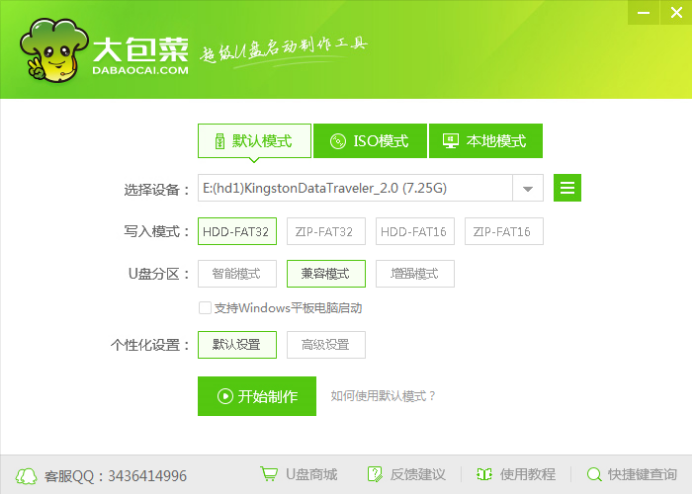 大包菜 超级U盘启动制作工具
DABAOCAI.COM
默认模式 ISO模式 本地模式
选择设备： E:(hd1)KingstonDataTraveler_2.0 (7.25G)
写入模式： HDD-FAT32 ZIP-FAT32 HDD-FAT16 ZIP-FAT16
U盘分区： 智能模式 兼容模式 增强模式
支持Windows平板电脑启动
个性化设置： 默认设置 高级设置
开始制作 如何使用默认模式？
客服QQ：3436414996 U盘商城 反馈建议 使用教程 快捷键查询